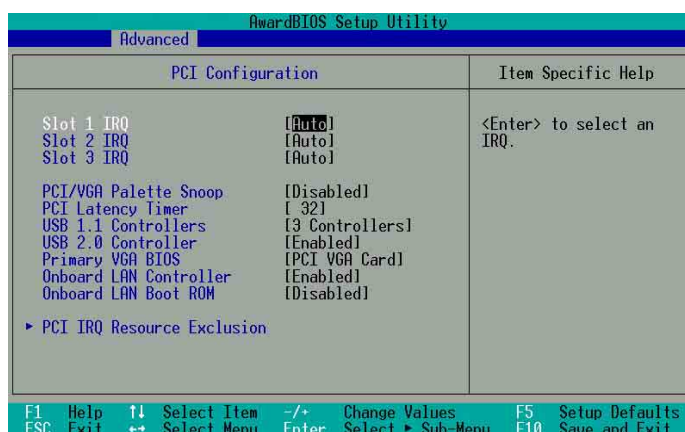 AwardBIOS Setup Utility
Advanced
PCI Configuration
Item Specific Help
Slot 1 IRQ [Auto]
Slot 2 IRQ [Auto]
Slot 3 IRQ [Auto]
<Enter> to select an
IRQ.
PCI/VGA Palette Snoop [Disabled]
PCI Latency Timer [ 32]
USB 1.1 Controllers [3 Controllers]
USB 2.0 Controller [Enabled]
Primary VGA BIOS [PCI VGA Card]
Onboard LAN Controller [Enabled]
Onboard LAN Boot ROM [Disabled]
▸ PCI IRQ Resource Exclusion
F1 Help ↑↓ Select Item -/+ Change Values F5 Setup Defaults
ESC Exit ↔ Select Menu Enter Select ▸ Sub-Menu F10 Save and Exit